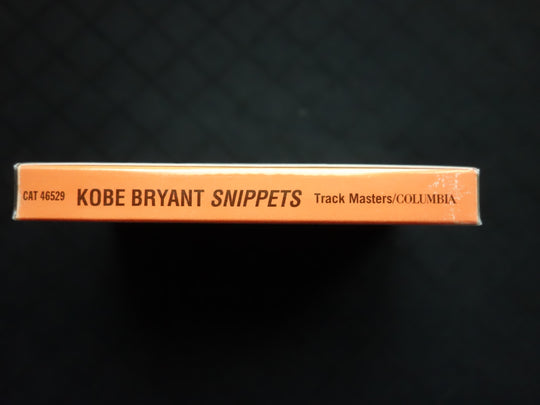 CAT 46529 KOBE BRYANT SNIPPETS Track Masters/COLUMBIA